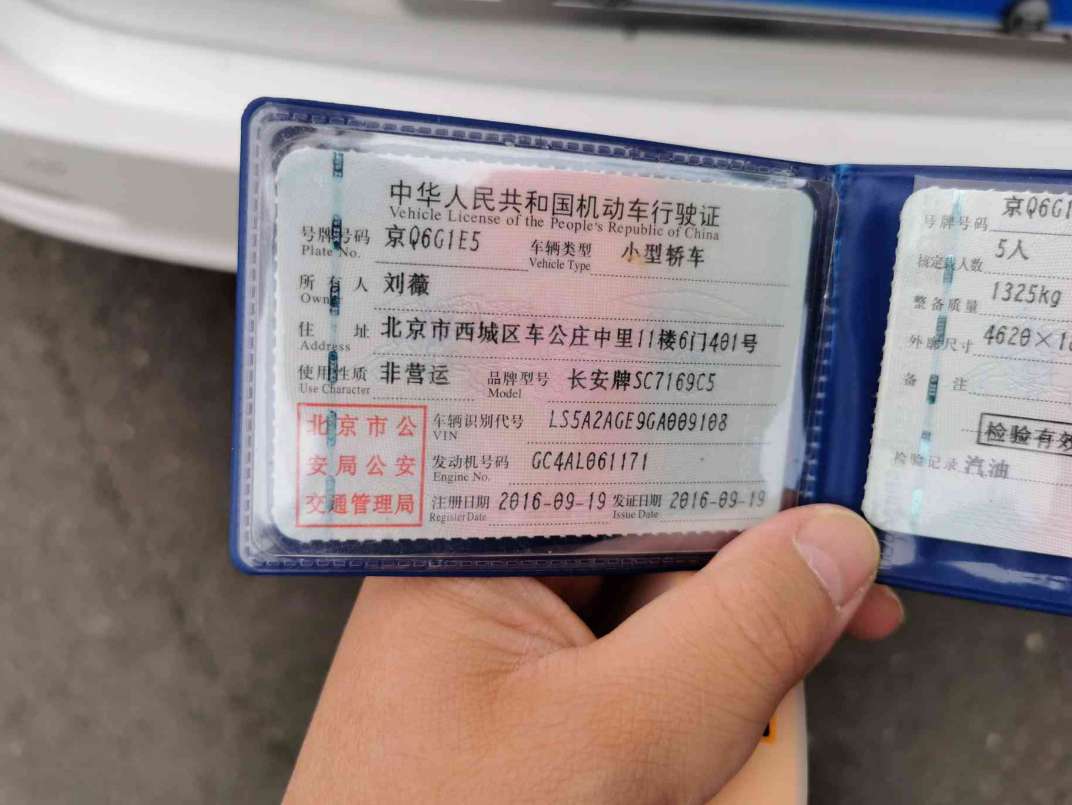 中华人民共和国机动车行驶证
Vehicle License of the People's Republic of China
号牌号码 京Q6G1E5 车辆类型 小型轿车
Plate No. Vehicle Type
所有人 刘薇
Owner
住址 北京市西城区车公庄中里11楼6门401号
Address
使用性质 非营运 品牌型号 长安牌SC7169C5
Use Character Model
北京市公
安局公安
交通管理局
车辆识别代号 LS5A2AGE9GA009108
VIN
发动机号码 GC4AL061171
Engine No.
注册日期 2016-09-19 发证日期 2016-09-19
Register Date Issue Date
号牌号码 京Q6G1
核定载人数 5人
整备质量 1325kg
外廓尺寸 4620×18
备注
检验有效
检验记录 汽油